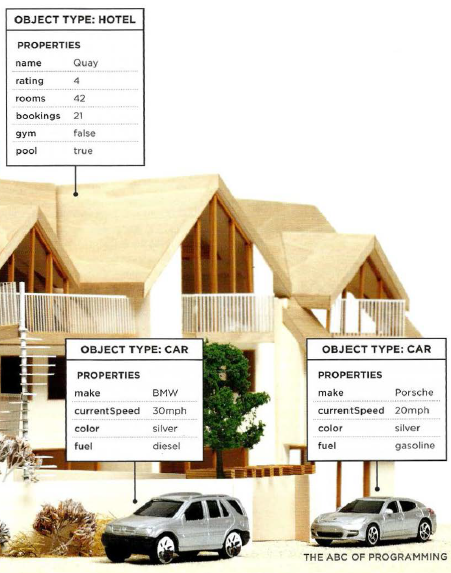 OBJECT TYPE: HOTEL
PROPERTIES
name Quay
rating 4
rooms 42
bookings 21
gym false
pool true
OBJECT TYPE: CAR
PROPERTIES
make BMW
currentSpeed 30mph
color silver
fuel diesel
OBJECT TYPE: CAR
PROPERTIES
make Porsche
currentSpeed 20mph
color silver
fuel gasoline
THE ABC OF PROGRAMMING